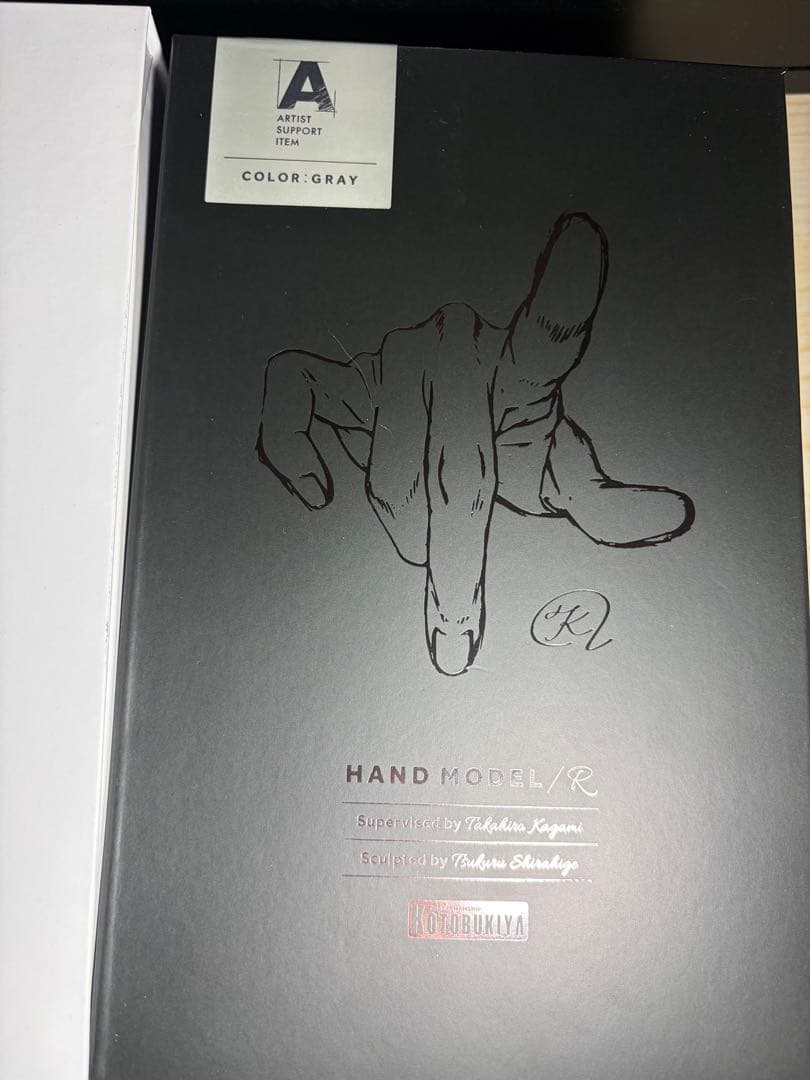 A
ARTIST
SUPPORT
ITEM
COLOR:GRAY
K
HAND MODEL/R
Supervised by Takahiro Kagami
Sculpted by Tsukuru Shirahige
KOTOBUKIYA